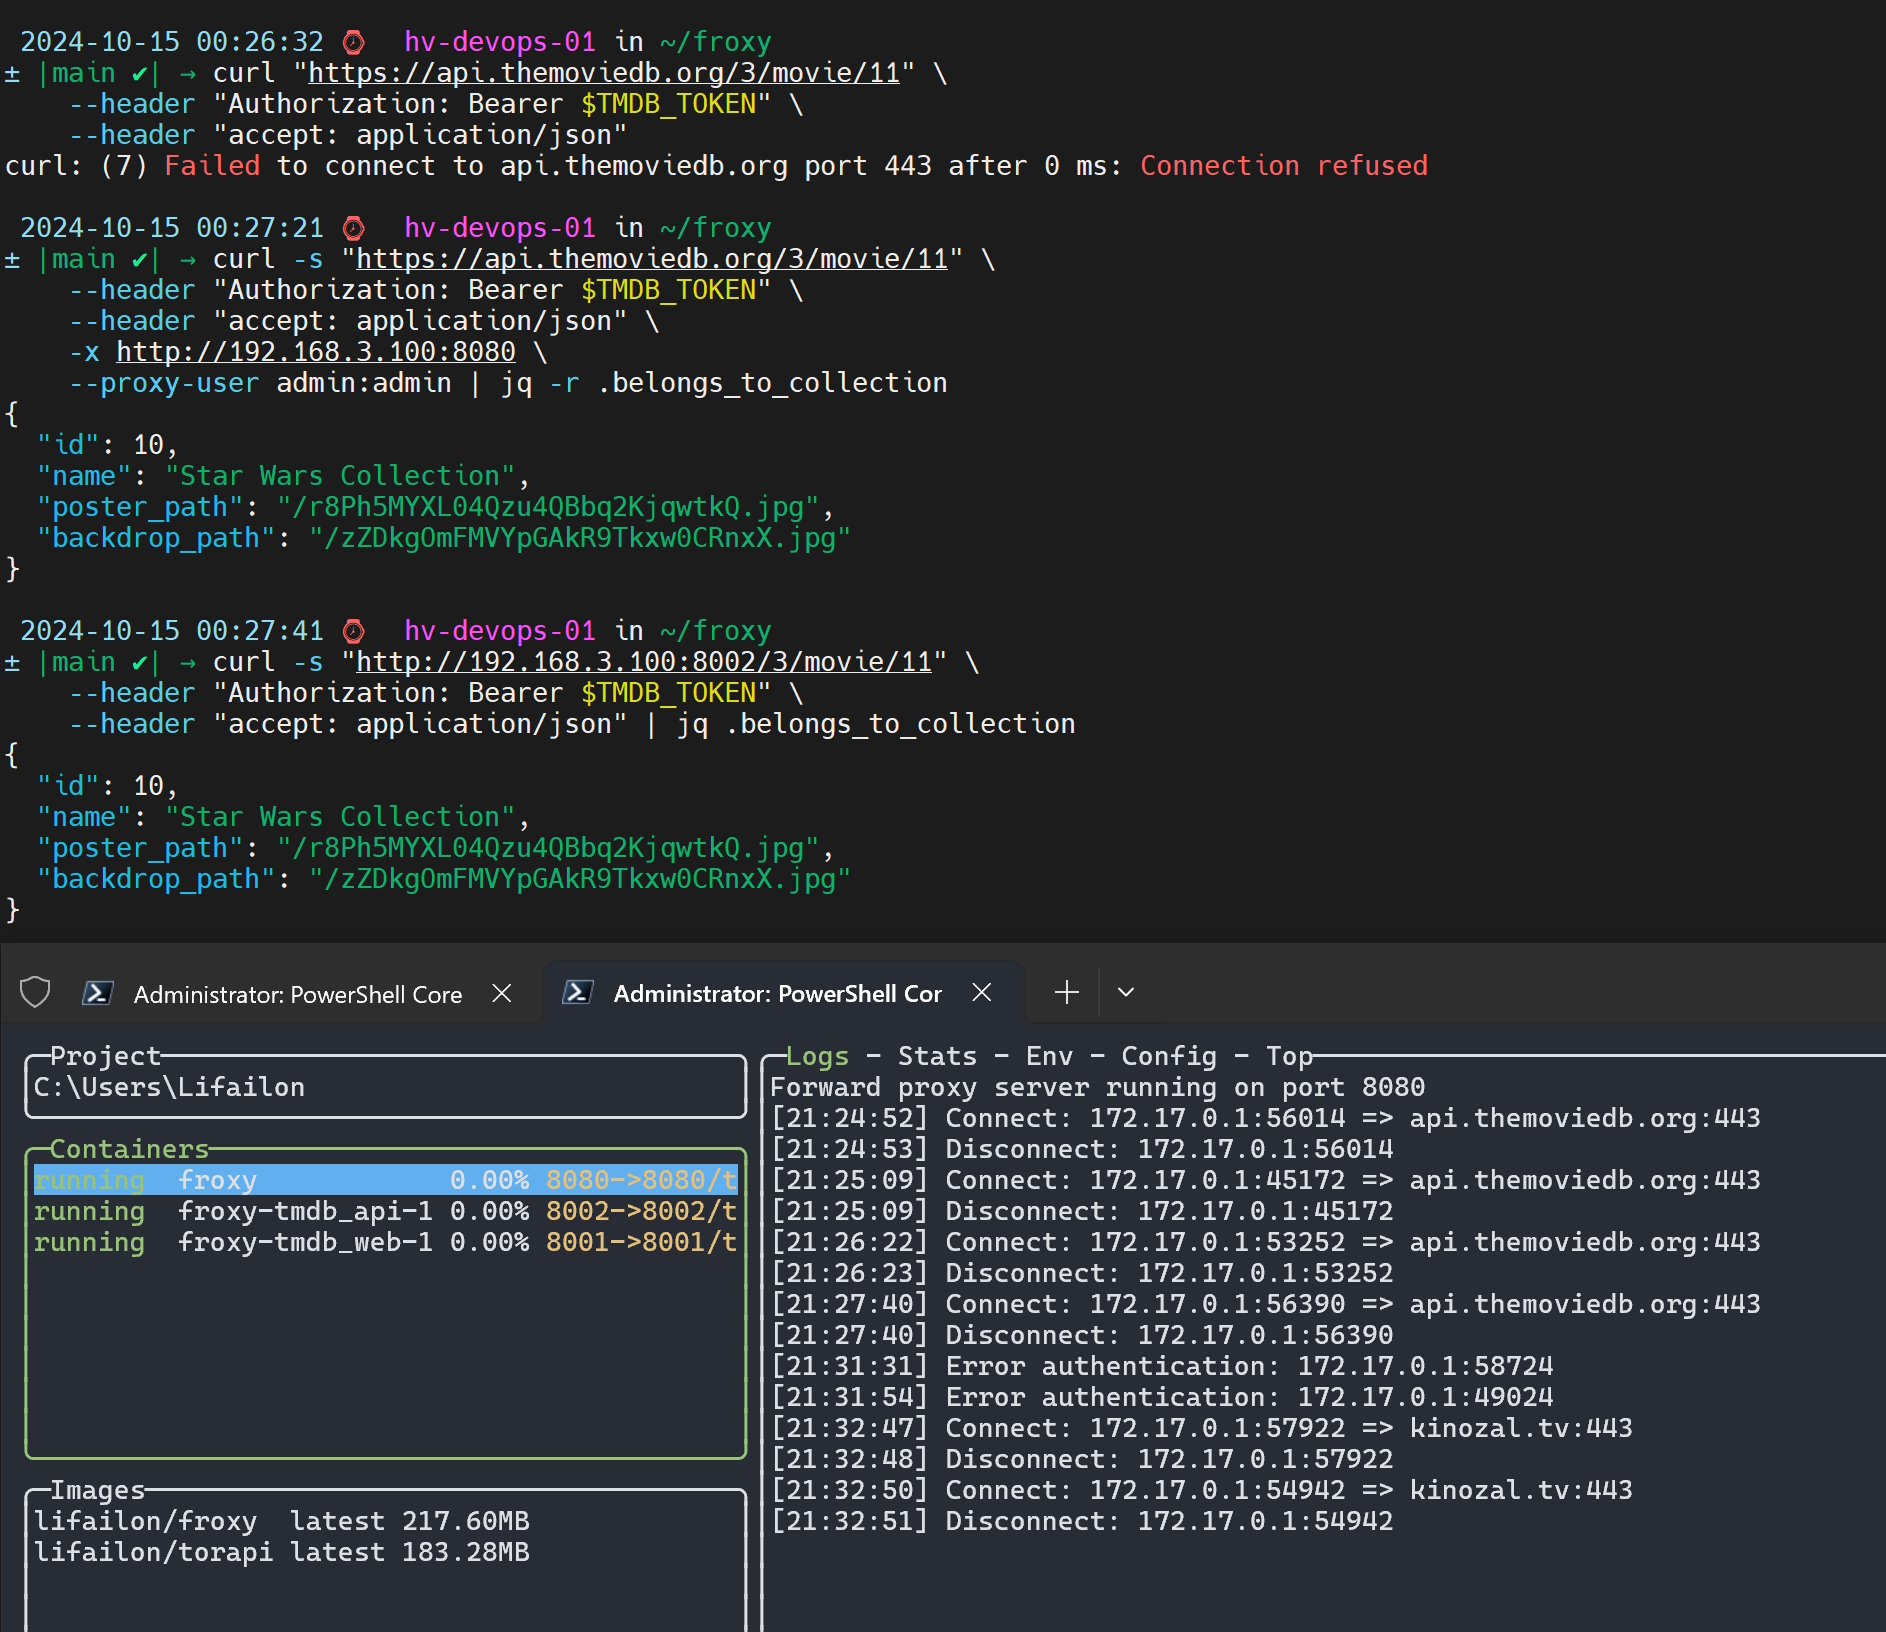 2024-10-15 00:26:32 ⌚ hv-devops-01 in ~/froxy
± |main ✔| → curl "https://api.themoviedb.org/3/movie/11" \
    --header "Authorization: Bearer $TMDB_TOKEN" \
    --header "accept: application/json"
curl: (7) Failed to connect to api.themoviedb.org port 443 after 0 ms: Connection refused
2024-10-15 00:27:21 ⌚ hv-devops-01 in ~/froxy
± |main ✔| → curl -s "https://api.themoviedb.org/3/movie/11" \
    --header "Authorization: Bearer $TMDB_TOKEN" \
    --header "accept: application/json" \
    -x http://192.168.3.100:8080 \
    --proxy-user admin:admin | jq -r .belongs_to_collection
{
  "id": 10,
  "name": "Star Wars Collection",
  "poster_path": "/r8Ph5MYXL04Qzu4QBbq2KjqwtkQ.jpg",
  "backdrop_path": "/zZDkgOmFMVYpGAkR9Tkxw0CRnxX.jpg"
}
2024-10-15 00:27:41 ⌚ hv-devops-01 in ~/froxy
± |main ✔| → curl -s "http://192.168.3.100:8002/3/movie/11" \
    --header "Authorization: Bearer $TMDB_TOKEN" \
    --header "accept: application/json" | jq .belongs_to_collection
{
  "id": 10,
  "name": "Star Wars Collection",
  "poster_path": "/r8Ph5MYXL04Qzu4QBbq2KjqwtkQ.jpg",
  "backdrop_path": "/zZDkgOmFMVYpGAkR9Tkxw0CRnxX.jpg"
}
Administrator: PowerShell Core
Administrator: PowerShell Cor
Project
C:\Users\Lifailon
Containers
running froxy 0.00% 8080->8080/t
running froxy-tmdb_api-1 0.00% 8002->8002/t
running froxy-tmdb_web-1 0.00% 8001->8001/t
Images
lifailon/froxy latest 217.60MB
lifailon/torapi latest 183.28MB
Logs - Stats - Env - Config - Top
Forward proxy server running on port 8080
[21:24:52] Connect: 172.17.0.1:56014 => api.themoviedb.org:443
[21:24:53] Disconnect: 172.17.0.1:56014
[21:25:09] Connect: 172.17.0.1:45172 => api.themoviedb.org:443
[21:25:09] Disconnect: 172.17.0.1:45172
[21:26:22] Connect: 172.17.0.1:53252 => api.themoviedb.org:443
[21:26:23] Disconnect: 172.17.0.1:53252
[21:27:40] Connect: 172.17.0.1:56390 => api.themoviedb.org:443
[21:27:40] Disconnect: 172.17.0.1:56390
[21:31:31] Error authentication: 172.17.0.1:58724
[21:31:54] Error authentication: 172.17.0.1:49024
[21:32:47] Connect: 172.17.0.1:57922 => kinozal.tv:443
[21:32:48] Disconnect: 172.17.0.1:57922
[21:32:50] Connect: 172.17.0.1:54942 => kinozal.tv:443
[21:32:51] Disconnect: 172.17.0.1:54942